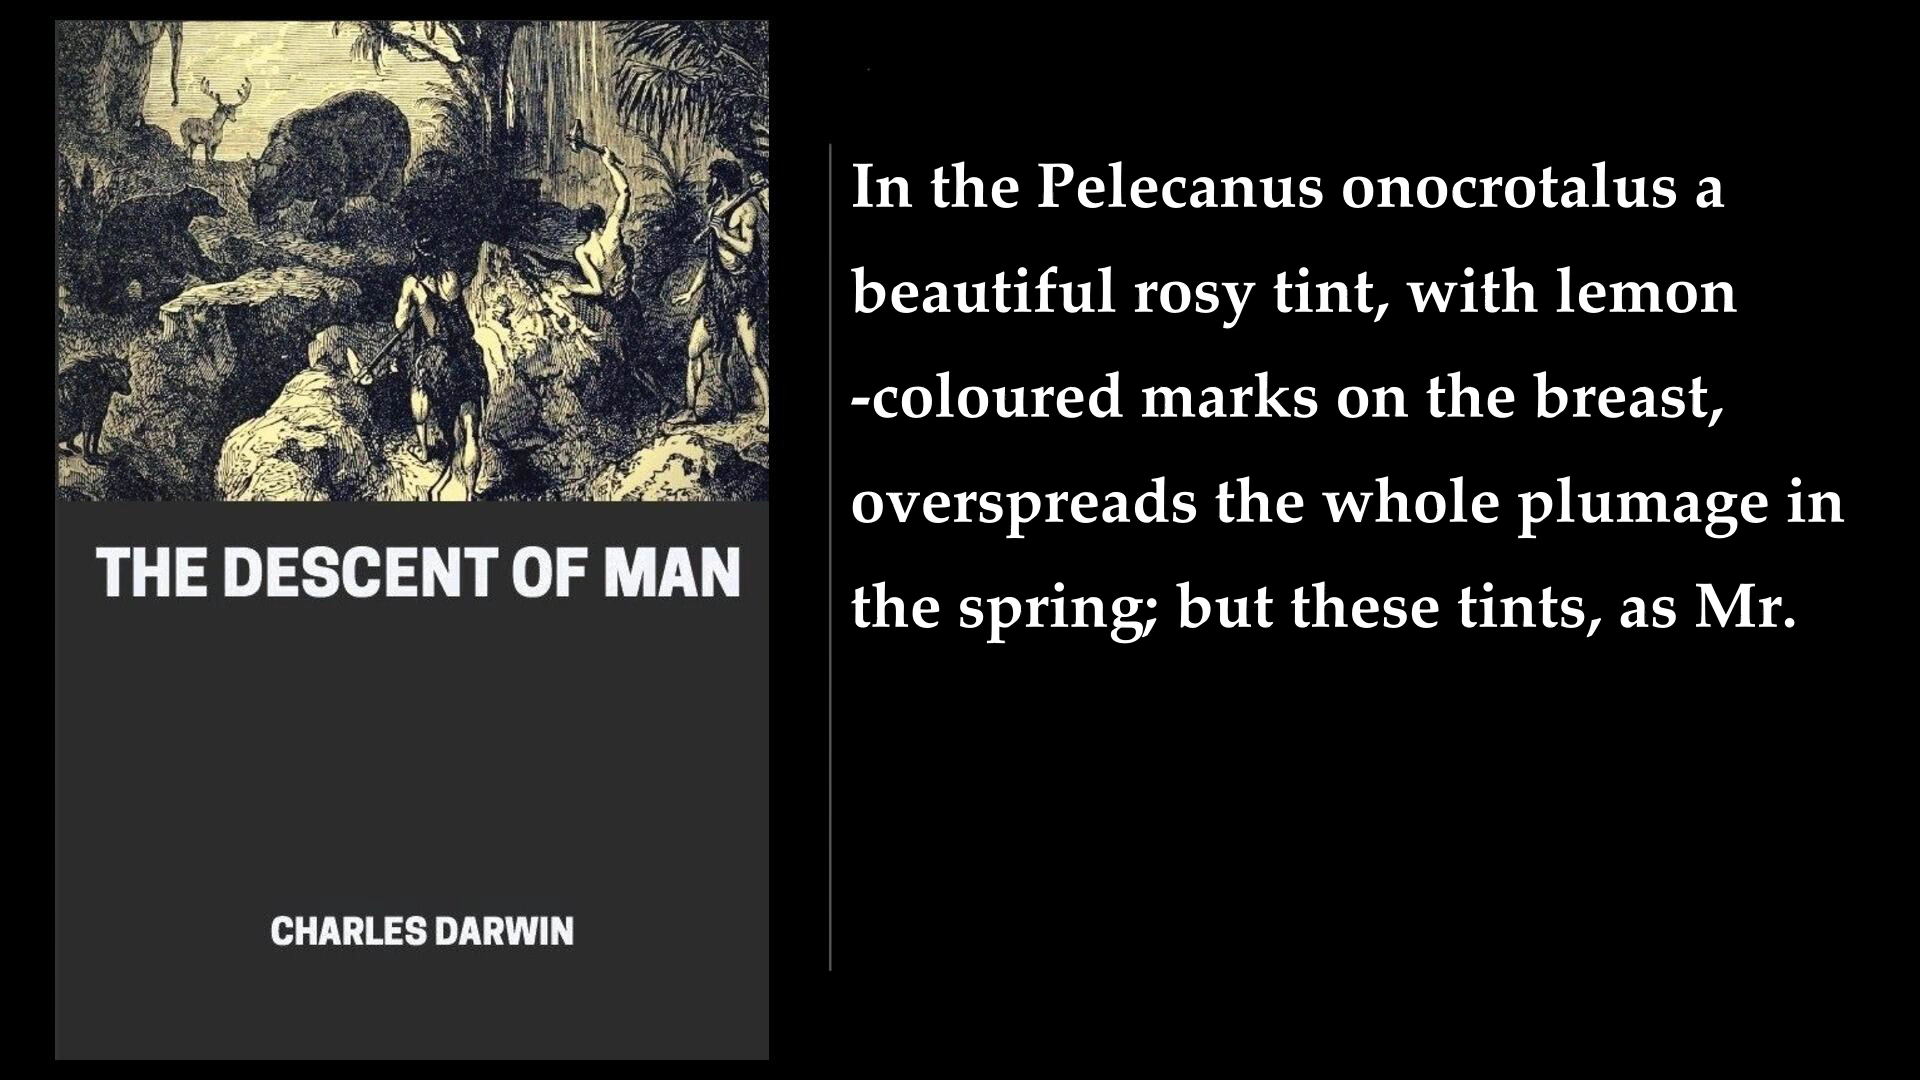 THE DESCENT OF MAN
CHARLES DARWIN
In the Pelecanus onocrotalus a
beautiful rosy tint, with lemon
-coloured marks on the breast,
overspreads the whole plumage in
the spring; but these tints, as Mr.